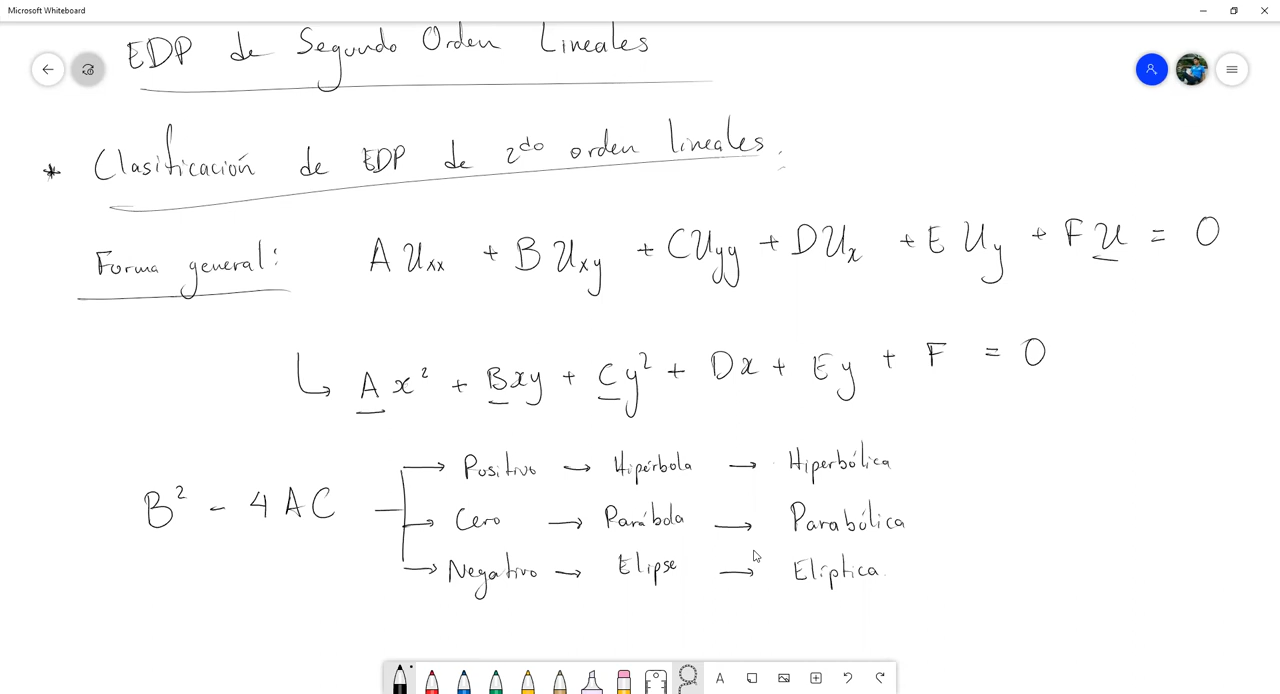 Microsoft Whiteboard
EDP de Segundo Orden Lineales
* Clasificación de EDP de 2do orden lineales.
Forma general: A Uxx + B Uxy + C Uyy + D Ux + E Uy + F U = 0
↳ Ax² + Bxy + Cy² + Dx + Ey + F = 0
→ Positivo → Hipérbola → Hiperbólica
B² - 4AC → Cero → Parábola → Parabólica
→ Negativo → Elipse → Elíptica.
A